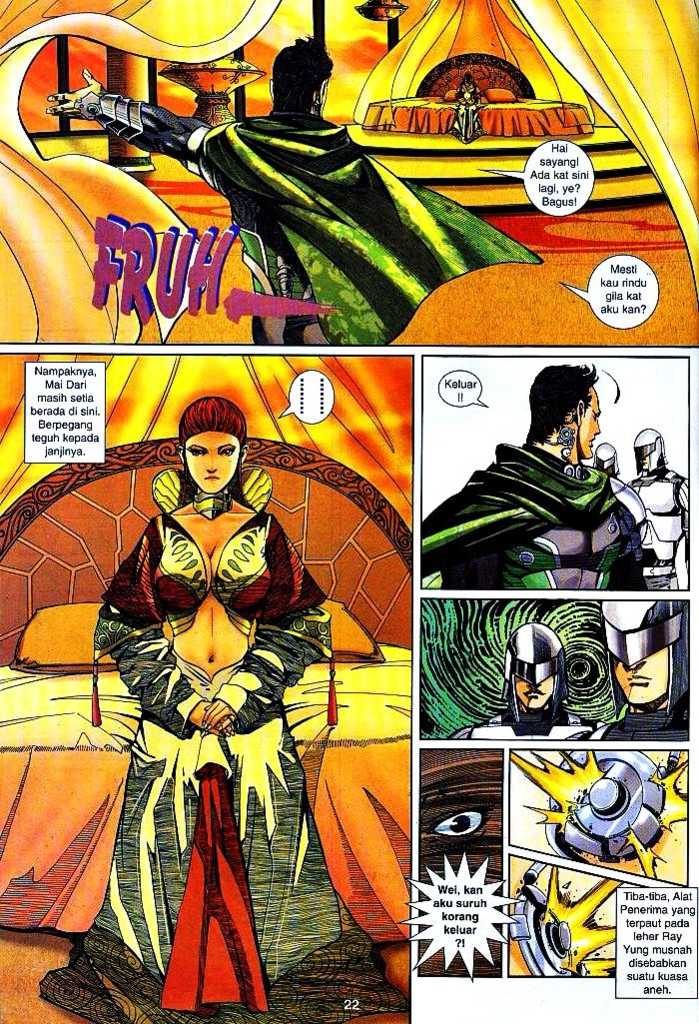 Hai
sayang!
Ada kat sini
lagi, ye?
Bagus!
FRUH
Mesti
kau rindu
gila kat
aku kan?
Nampaknya,
Mai Dari
masih setia
berada di sini.
Berpegang
teguh kepada
janjinya.
Keluar
!!
Wei, kan
aku suruh
korang
keluar
?!
Tiba-tiba, Alat
Penerima yang
terpaut pada
leher Ray
Yung musnah
disebabkan
suatu kuasa
aneh.
22